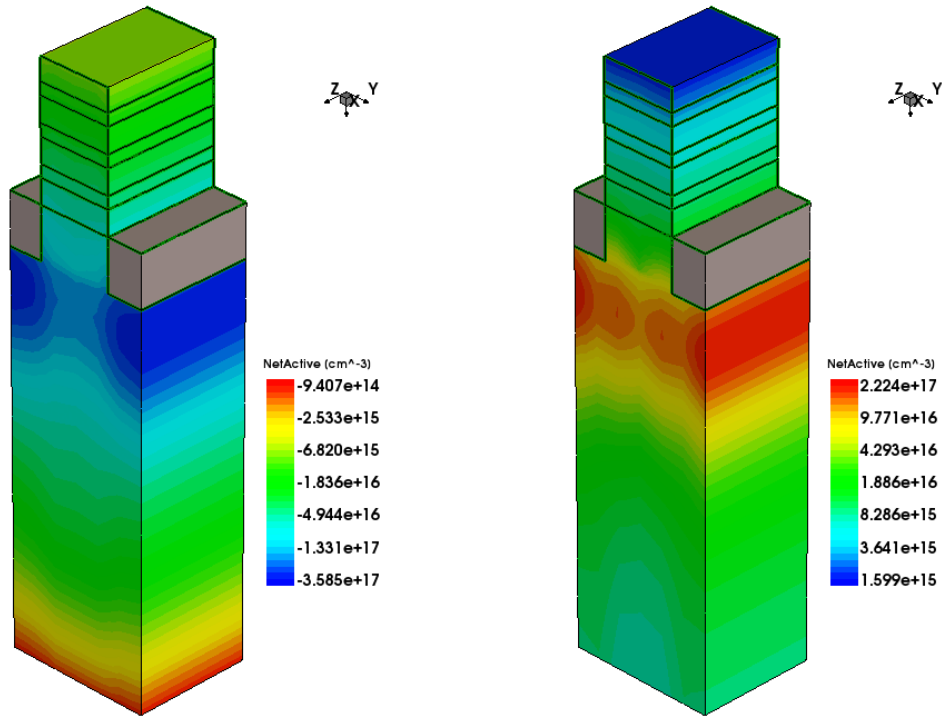 Z X Y
Z X Y
NetActive (cm^-3)
-9.407e+14
-2.533e+15
-6.820e+15
-1.836e+16
-4.944e+16
-1.331e+17
-3.585e+17
NetActive (cm^-3)
2.224e+17
9.771e+16
4.293e+16
1.886e+16
8.286e+15
3.641e+15
1.599e+15